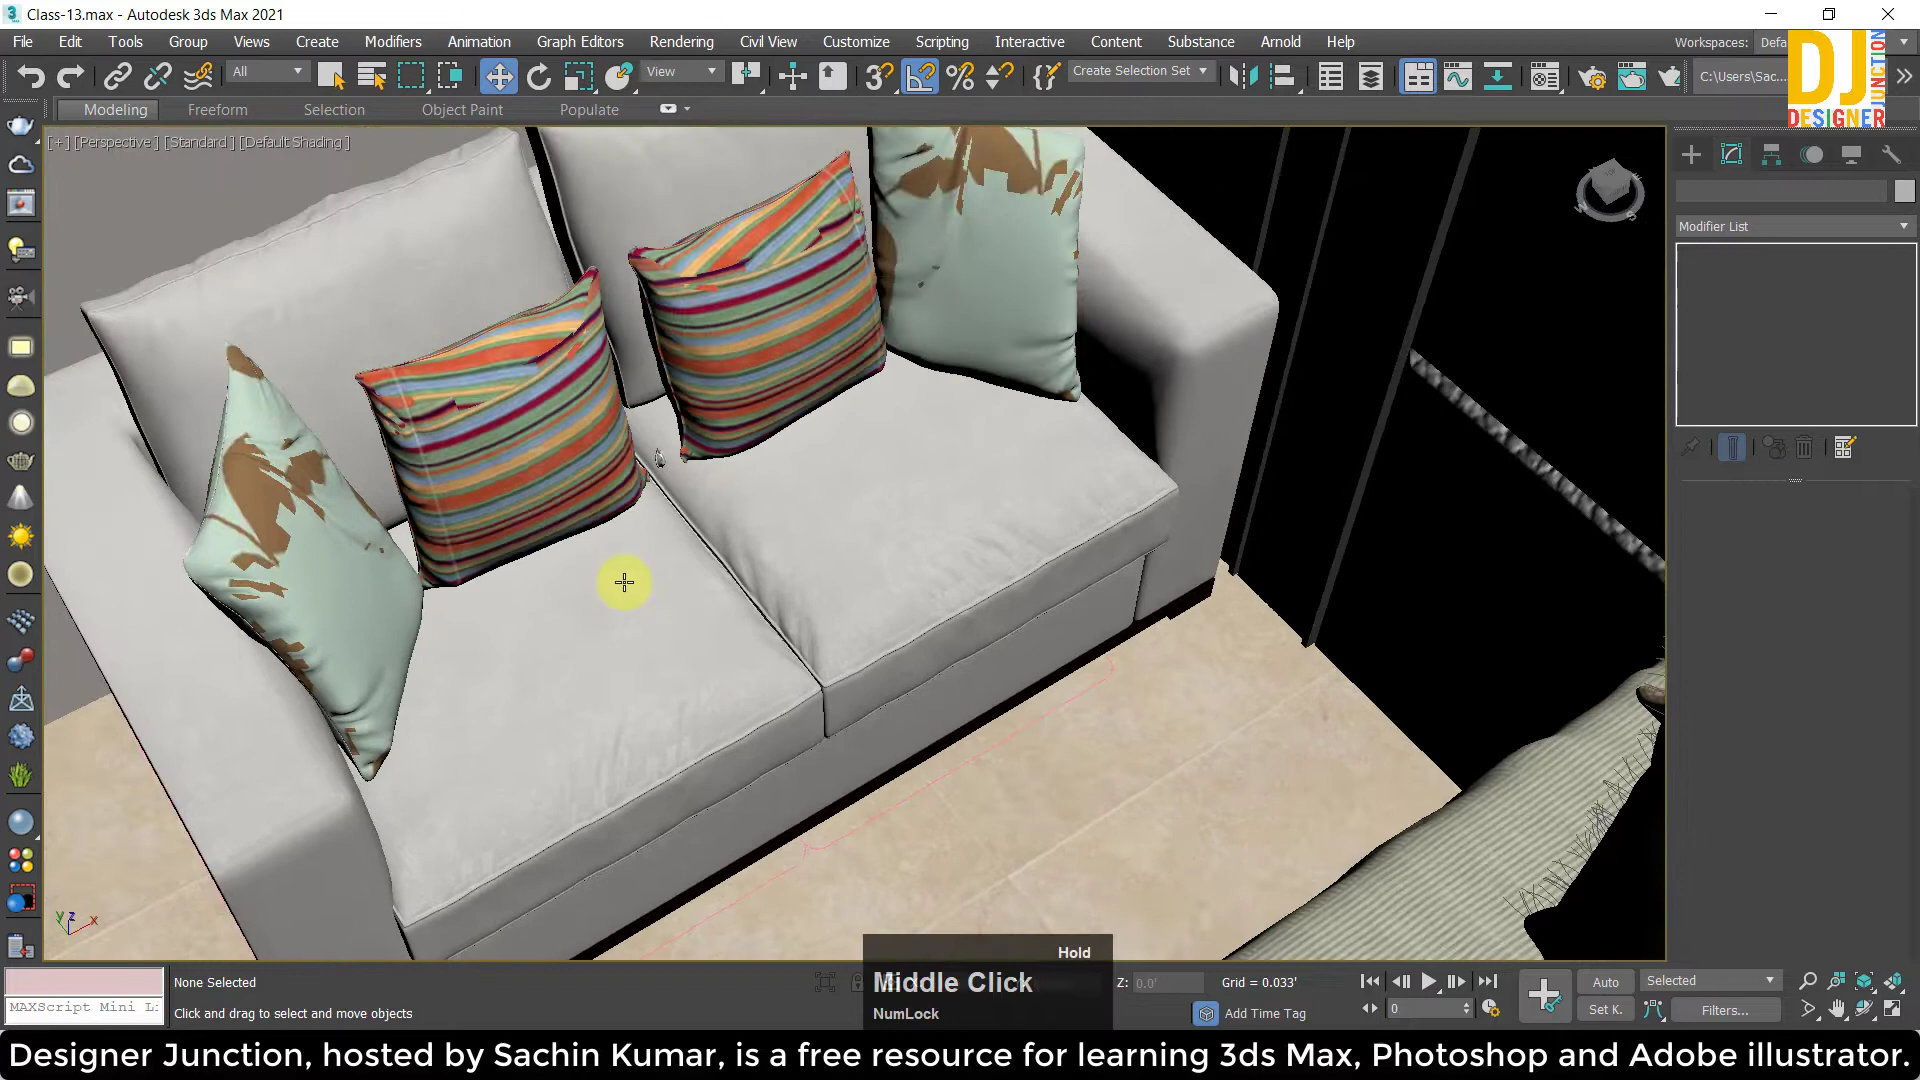 Class-13.max - Autodesk 3ds Max 2021
File Edit Tools Group Views Create Modifiers Animation Graph Editors Rendering Civil View Customize Scripting Interactive Content Substance Arnold Help Workspaces: Defa
All View Create Selection Set C:\Users\Sac...
DJ JUNCTION
DESIGNER
Modeling Freeform Selection Object Paint Populate
[+] [Perspective] [Standard] [Default Shading]
Modifier List
None Selected Z: 0.0' Grid = 0.033' Auto Selected
Hold
Middle Click
NumLock
MAXScript Mini Li
Click and drag to select and move objects
Add Time Tag 0 Set K. Filters...
Designer Junction, hosted by Sachin Kumar, is a free resource for learning 3ds Max, Photoshop and Adobe illustrator.